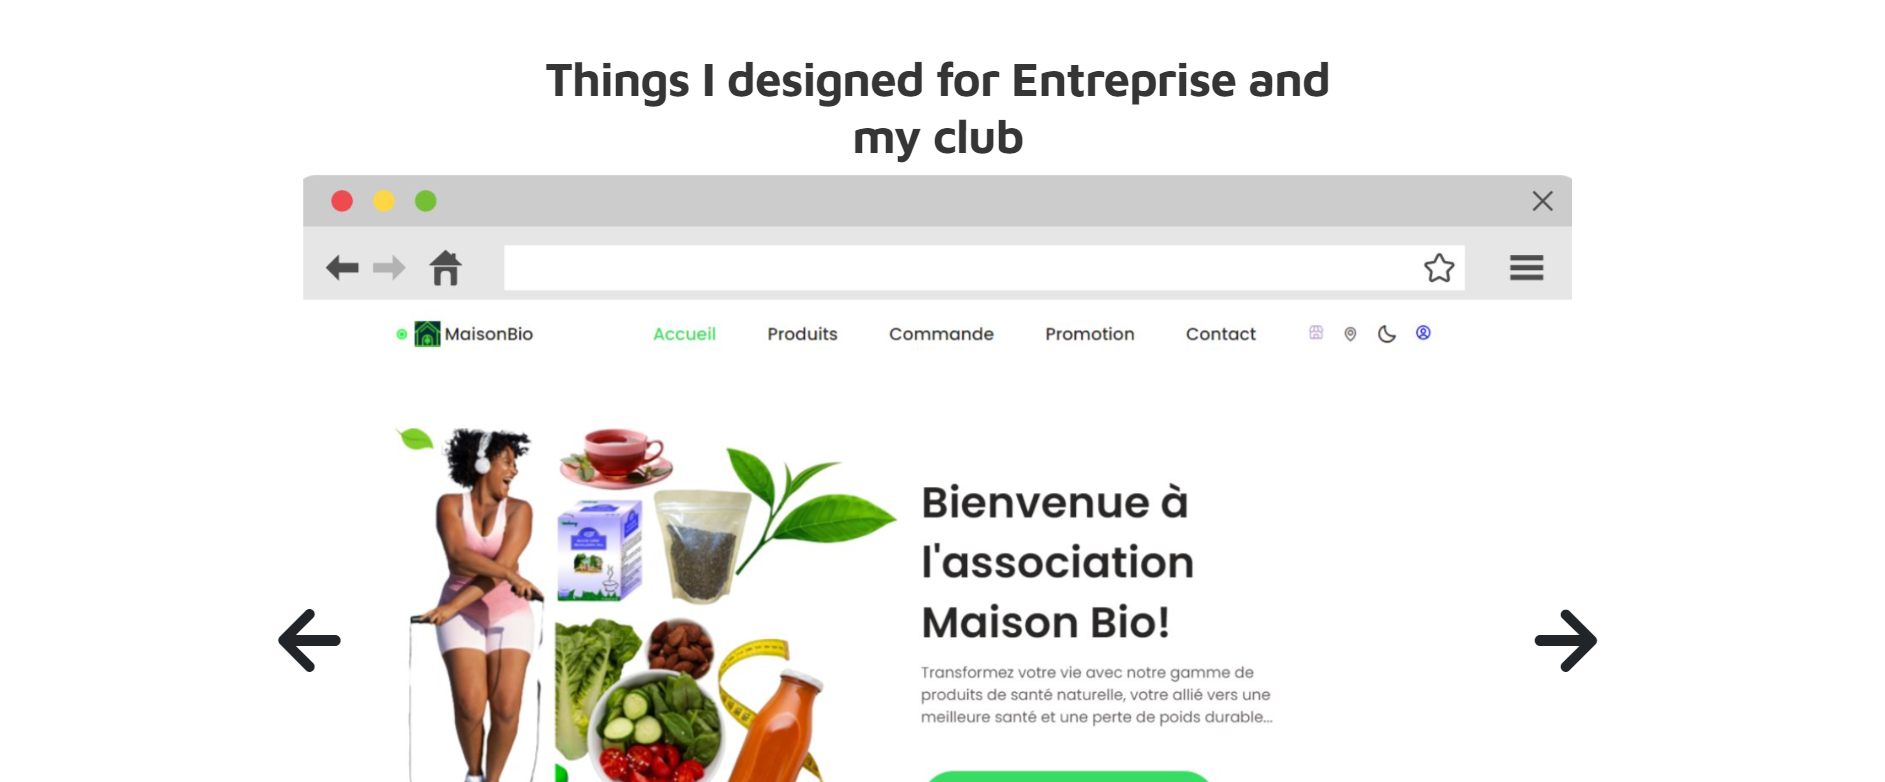 Things I designed for Entreprise and
my club
MaisonBio
Accueil
Produits
Commande
Promotion
Contact
Bienvenue à
l'association
Maison Bio!
Transformez votre vie avec notre gamme de
produits de santé naturelle, votre allié vers une
meilleure santé et une perte de poids durable...